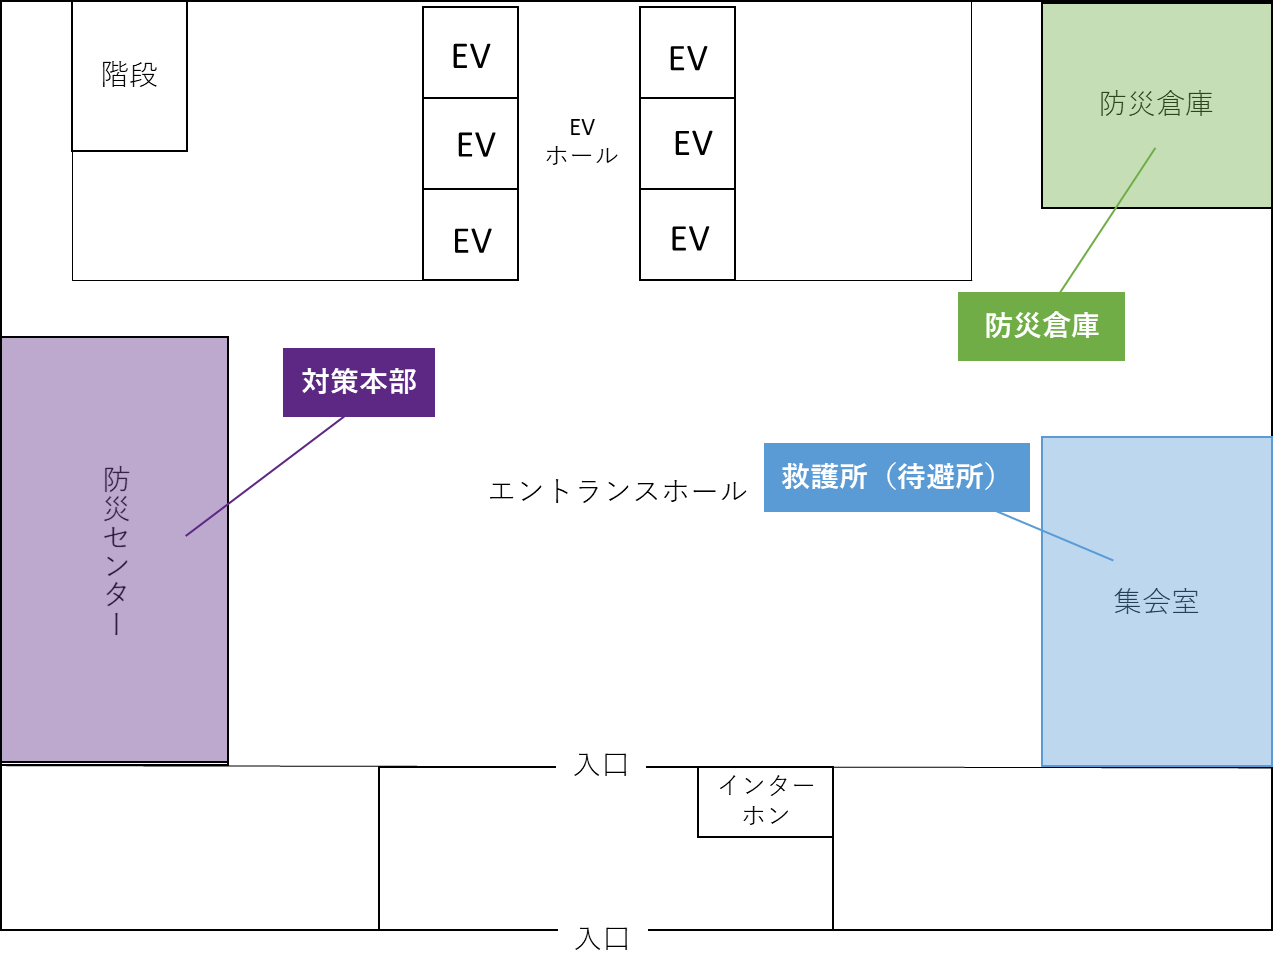 階段
EV
EV
EV
EV
ホール
EV
EV
EV
防災倉庫
防災倉庫
対策本部
防災センター
エントランスホール
救護所（待避所）
集会室
入口
インター
ホン
入口